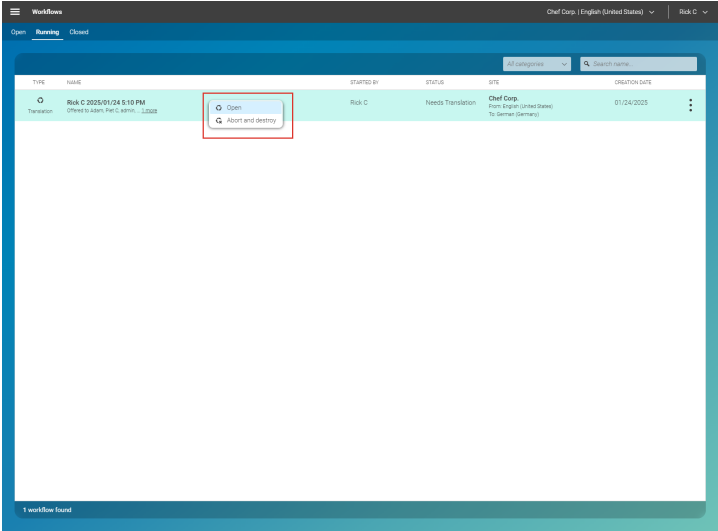 Workflows
Chef Corp. | English (United States)
Rick C
Open Running Closed
All categories
Search name...
TYPE NAME STARTED BY STATUS SITE CREATION DATE
Translation
Rick C 2025/01/24 5:10 PM
Offered to Adam, Piet C, admin, ... 1 more
Open
Abort and destroy
Rick C
Needs Translation
Chef Corp.
From: English (United States)
To: German (Germany)
01/24/2025
1 workflow found